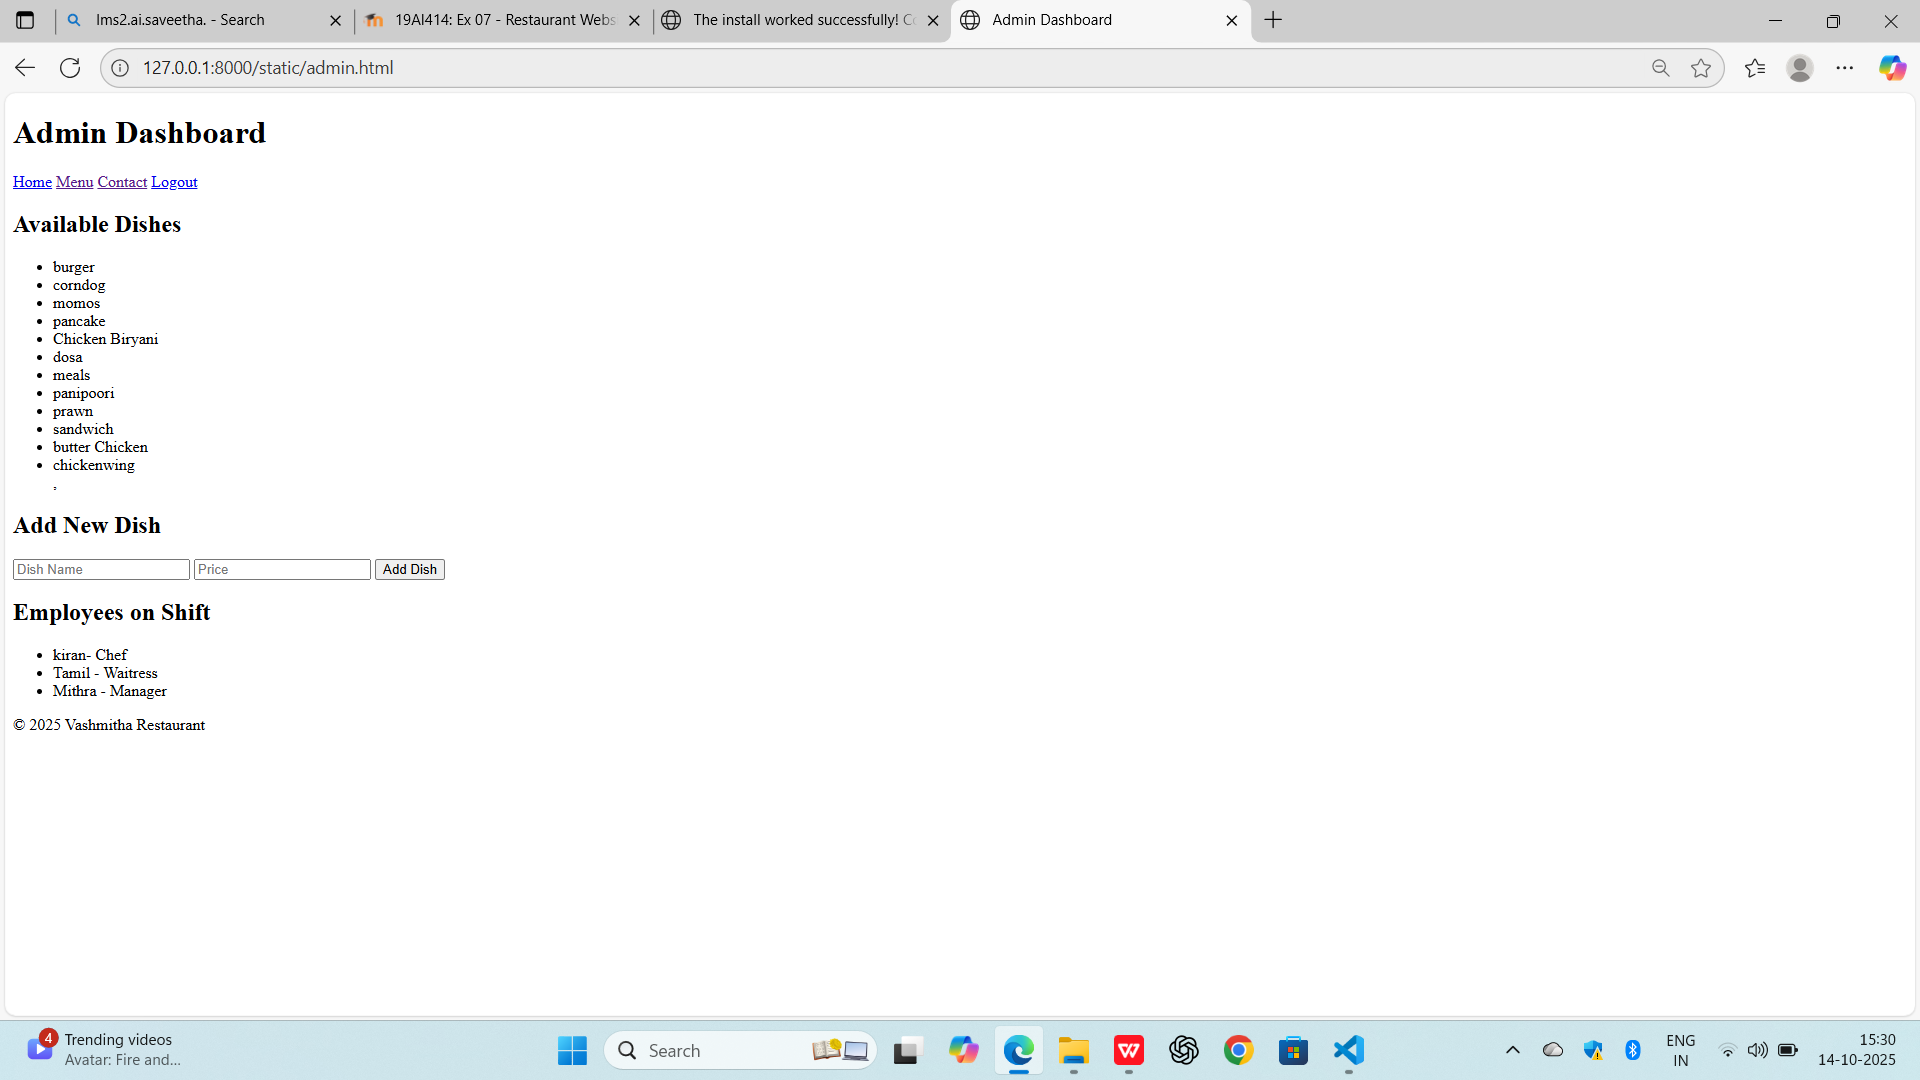 lms2.ai.saveetha. - Search
19AI414: Ex 07 - Restaurant Webs
The install worked successfully! Co
Admin Dashboard
127.0.0.1:8000/static/admin.html
Admin Dashboard
Home Menu Contact Logout
Available Dishes
burger
corndog
momos
pancake
Chicken Biryani
dosa
meals
panipoori
prawn
sandwich
butter Chicken
chickenwing
Add New Dish
Dish Name Price Add Dish
Employees on Shift
kiran- Chef
Tamil - Waitress
Mithra - Manager
© 2025 Vashmitha Restaurant
4
Trending videos
Avatar: Fire and...
Search
ENG
IN
15:30
14-10-2025